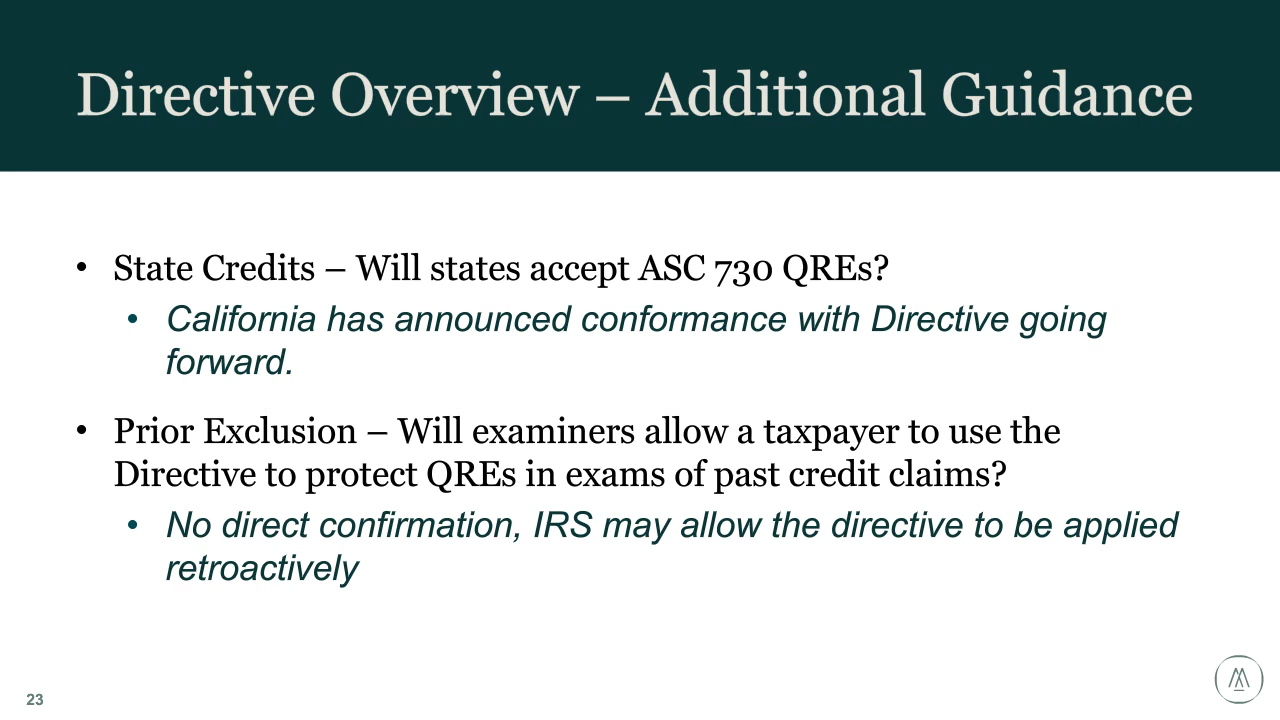 Directive Overview – Additional Guidance
• State Credits – Will states accept ASC 730 QREs?
• California has announced conformance with Directive going
forward.
• Prior Exclusion – Will examiners allow a taxpayer to use the
Directive to protect QREs in exams of past credit claims?
• No direct confirmation, IRS may allow the directive to be applied
retroactively
23